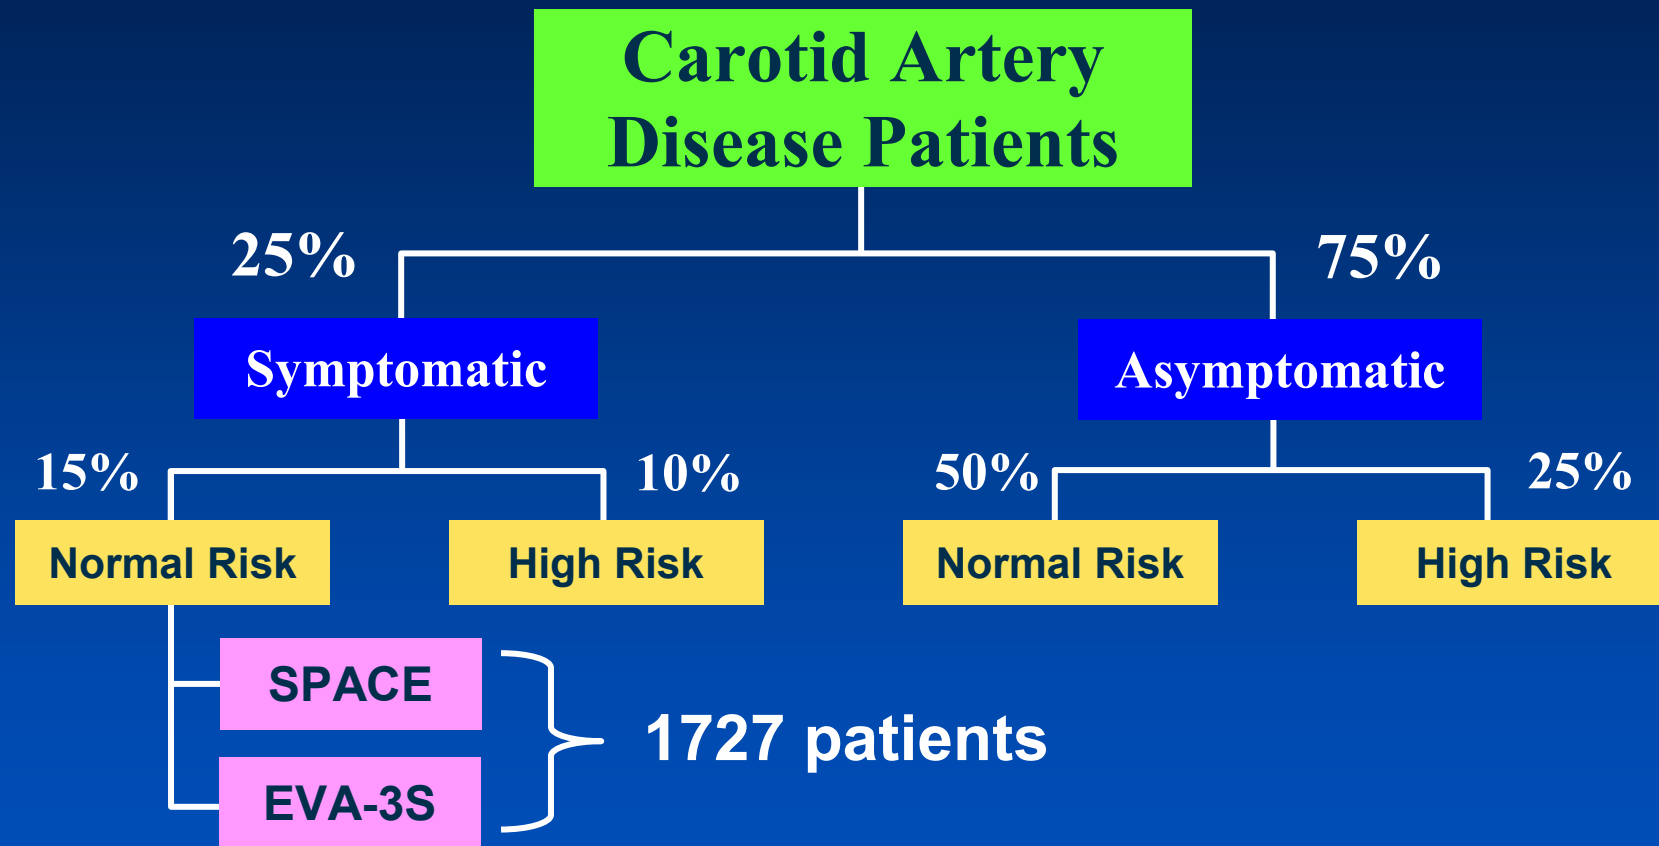 Carotid Artery
Disease Patients
25%
75%
Symptomatic
Asymptomatic
15%
10%
50%
25%
Normal Risk
High Risk
Normal Risk
High Risk
SPACE
1727 patients
EVA-3S